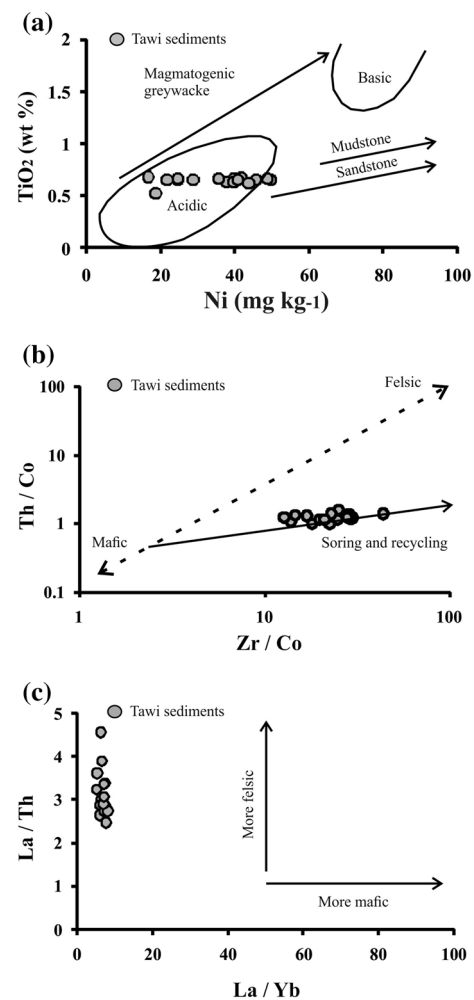 (a)
Tawi sediments
2
1.5
1
0.5
0
TiO2 (wt %)
Magmatogenic
greywacke
Basic
Mudstone
Sandstone
Acidic
0 20 40 60 80 100
Ni (mg kg-1)
(b)
Tawi sediments
100
10
1
0.1
Th / Co
Felsic
Mafic
Soring and recycling
1 10 100
Zr / Co
(c)
Tawi sediments
5
4
3
2
1
0
La / Th
More felsic
More mafic
0 20 40 60 80 100
La / Yb